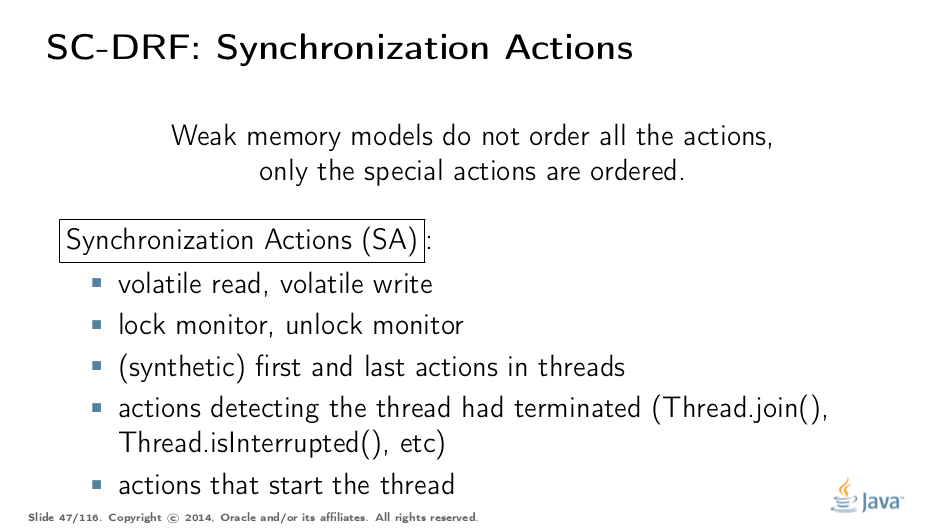 SC-DRF: Synchronization Actions
Weak memory models do not order all the actions,
only the special actions are ordered.
Synchronization Actions (SA):
volatile read, volatile write
lock monitor, unlock monitor
(synthetic) first and last actions in threads
actions detecting the thread had terminated (Thread.join(),
Thread.isInterrupted(), etc)
actions that start the thread
Java™
Slide 47/116. Copyright © 2014, Oracle and/or its affiliates. All rights reserved.